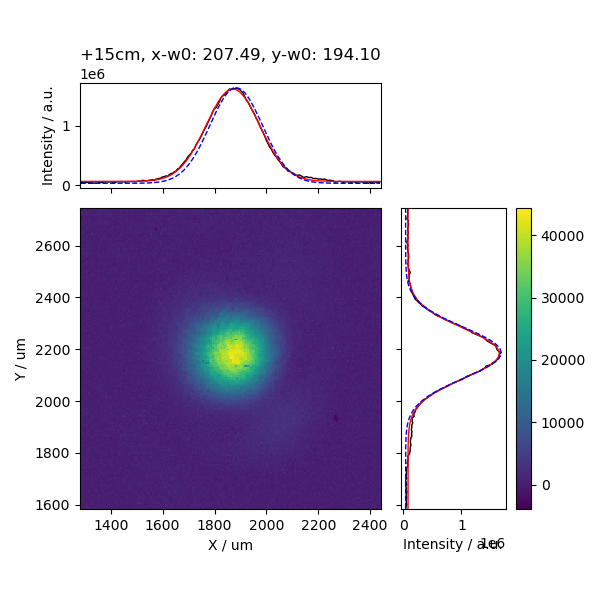 +15cm, x-w0: 207.49, y-w0: 194.10
1e6
Intensity / a.u.
1
0
Y / um
2600
2400
2200
2000
1800
1600
1400 1600 1800 2000 2200 2400
X / um
0 1
Intensity / a.u.
1e6
40000
30000
20000
10000
0